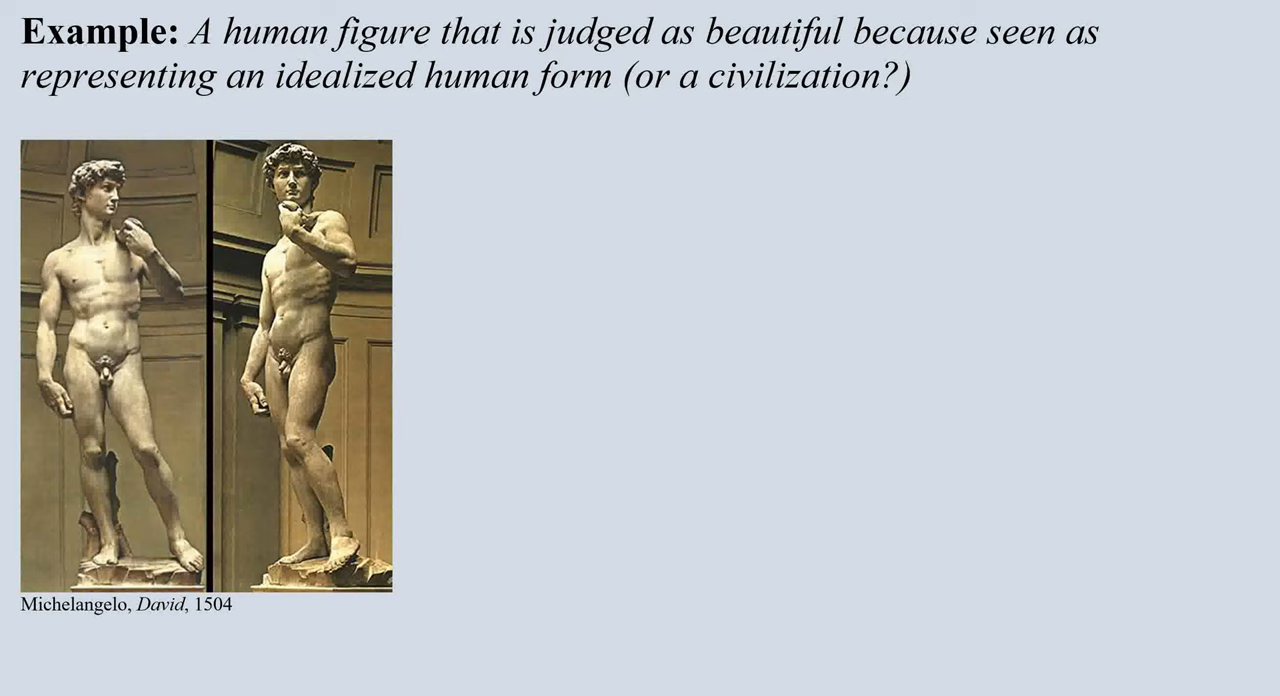 Example: A human figure that is judged as beautiful because seen as
representing an idealized human form (or a civilization?)
Michelangelo, David, 1504